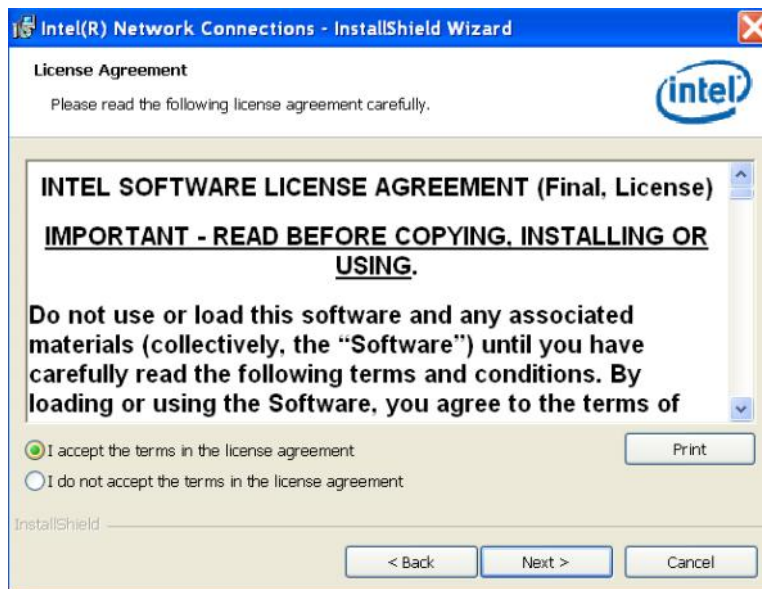 Intel(R) Network Connections - InstallShield Wizard
License Agreement
Please read the following license agreement carefully.
intel
INTEL SOFTWARE LICENSE AGREEMENT (Final, License)
IMPORTANT - READ BEFORE COPYING, INSTALLING OR
USING.
Do not use or load this software and any associated
materials (collectively, the “Software”) until you have
carefully read the following terms and conditions. By
loading or using the Software, you agree to the terms of
I accept the terms in the license agreement
Print
I do not accept the terms in the license agreement
InstallShield
< Back
Next >
Cancel